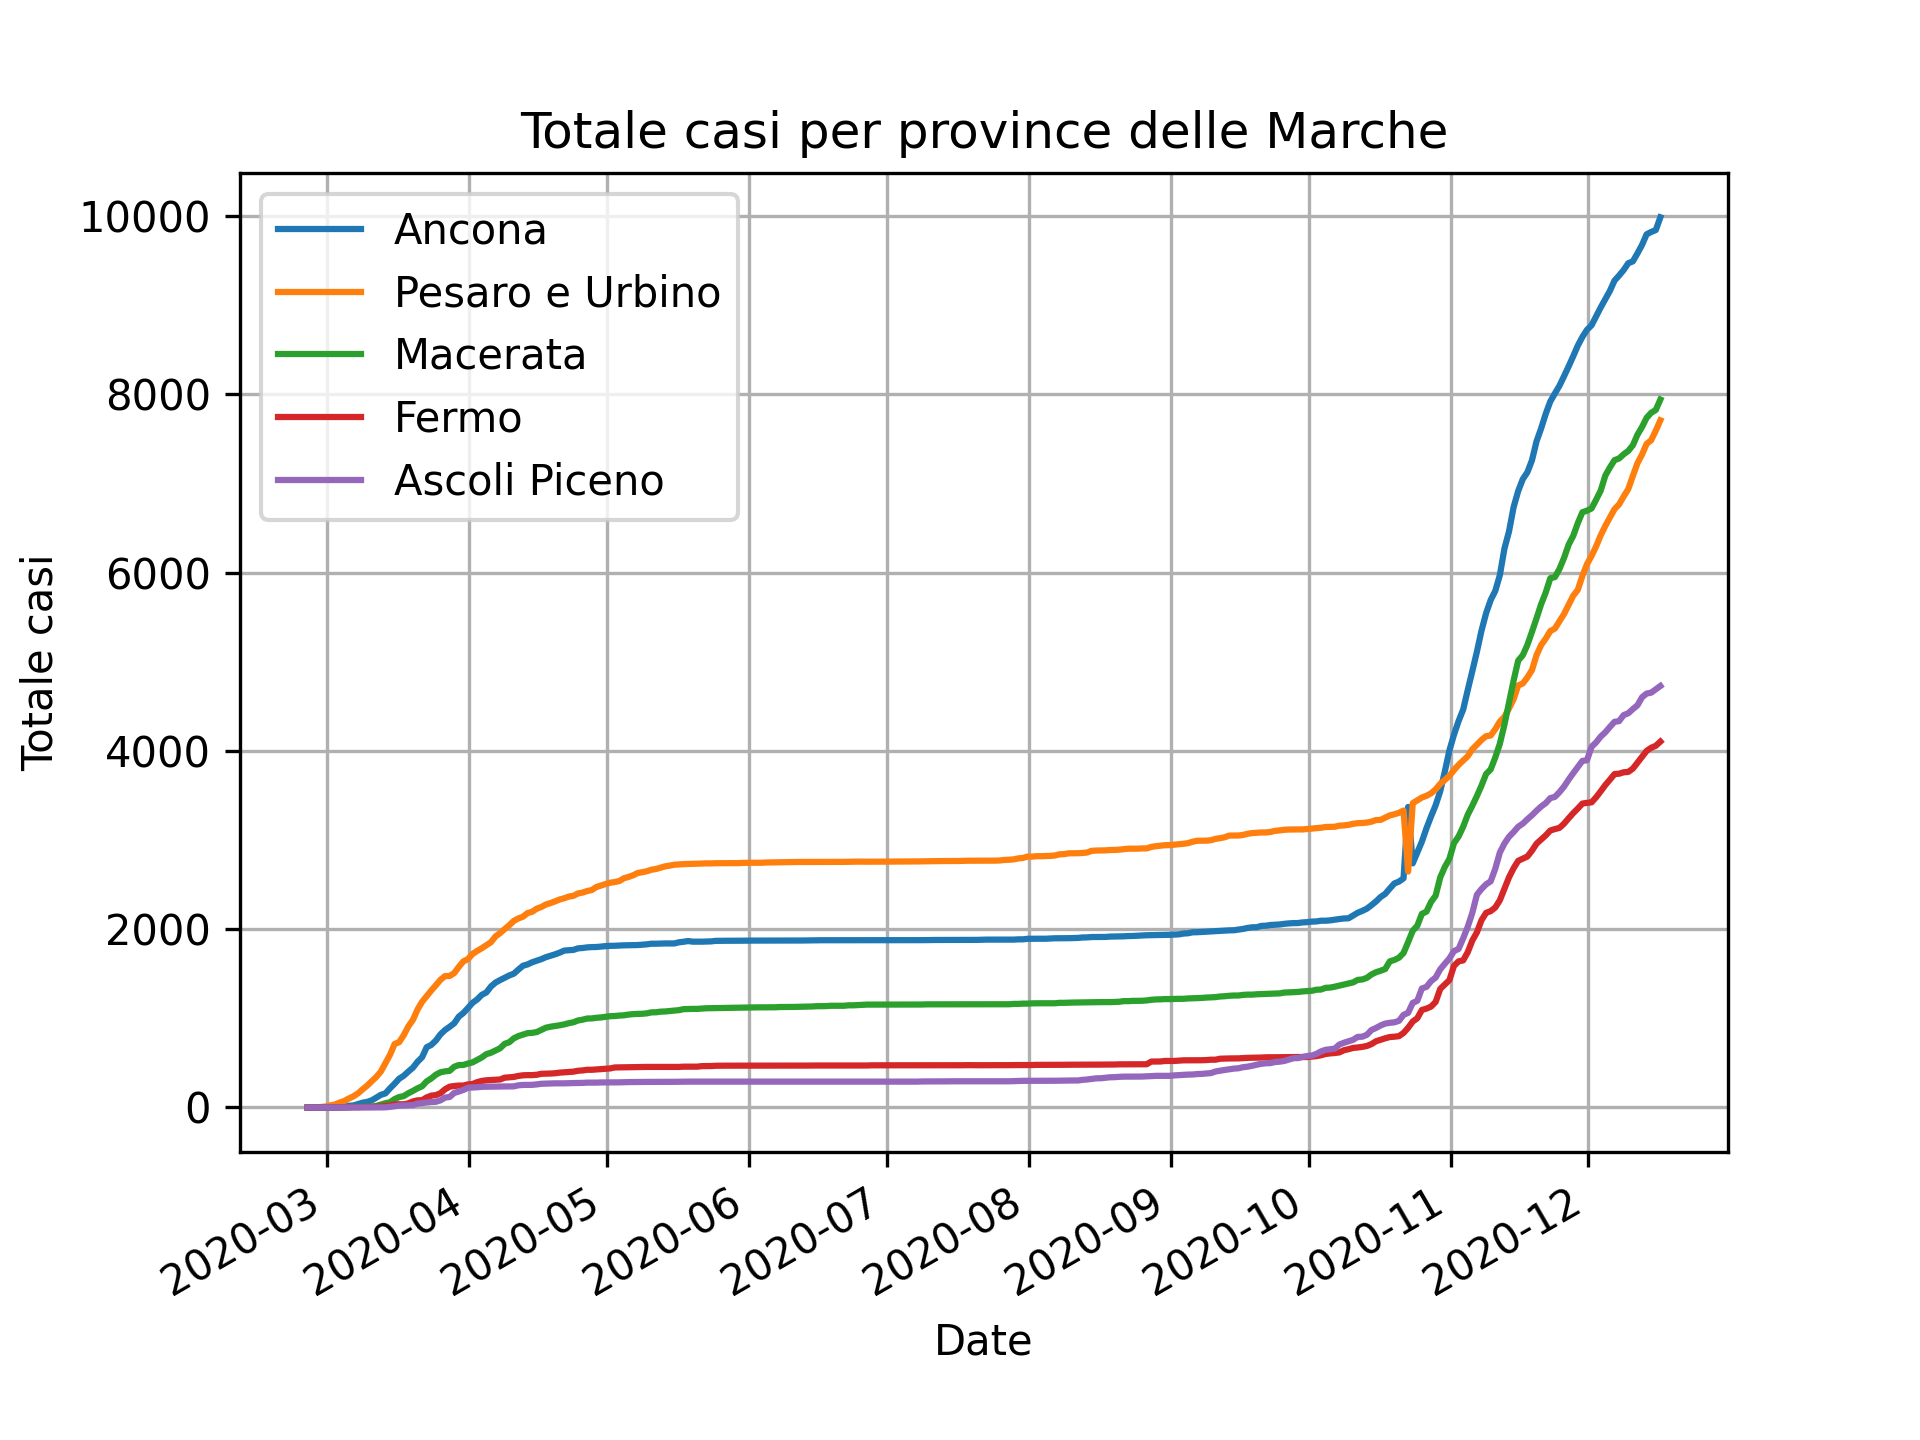 Totale casi per province delle Marche
Ancona
Pesaro e Urbino
Macerata
Fermo
Ascoli Piceno
10000
8000
6000
4000
2000
0
Totale casi
2020-03
2020-04
2020-05
2020-06
2020-07
2020-08
2020-09
2020-10
2020-11
2020-12
Date